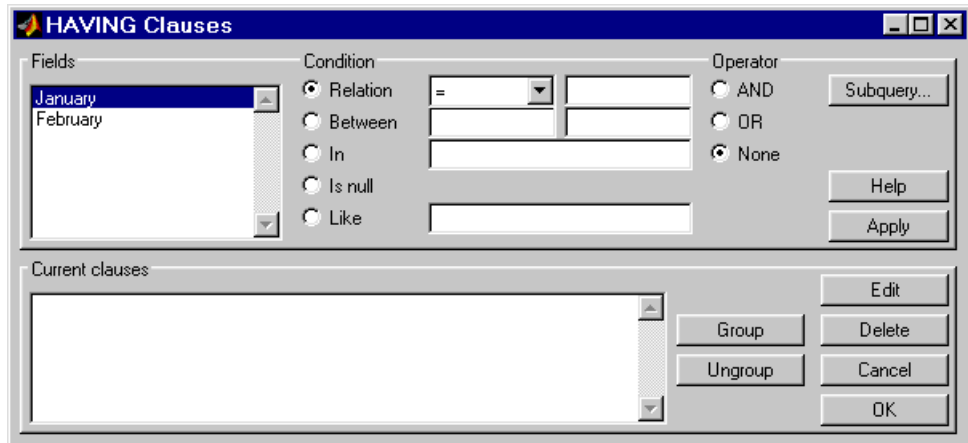 HAVING Clauses
Fields
January
February
Condition
Relation
=
Between
In
Is null
Like
Operator
AND
OR
None
Subquery...
Help
Apply
Current clauses
Group
Ungroup
Edit
Delete
Cancel
OK